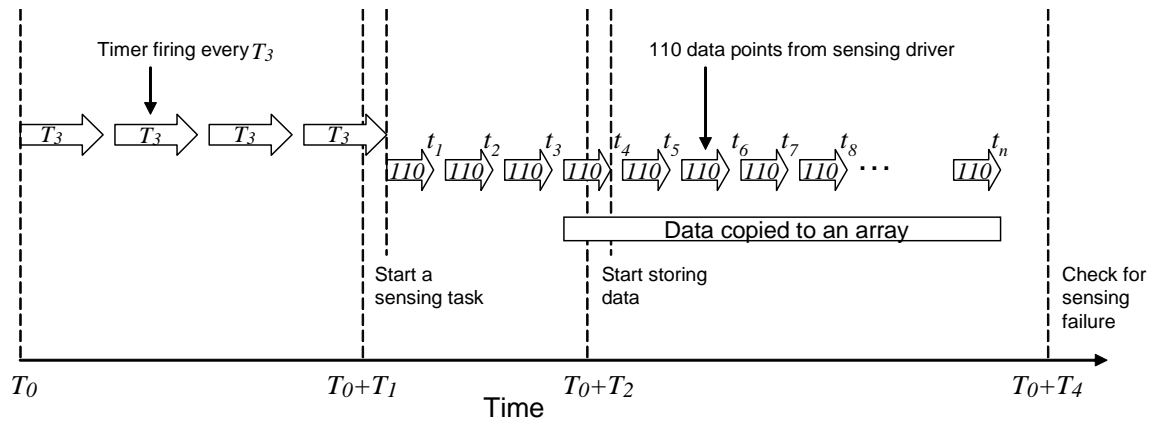 Timer firing every T3
110 data points from sensing driver
T3 T3 T3 T3
t1 t2 t3 t4 t5 t6 t7 t8 tn
110 110 110 110 110 110 110 110 ... 110
Data copied to an array
Start a
sensing task
Start storing
data
Check for
sensing
failure
T0 T0+T1 T0+T2 T0+T4
Time